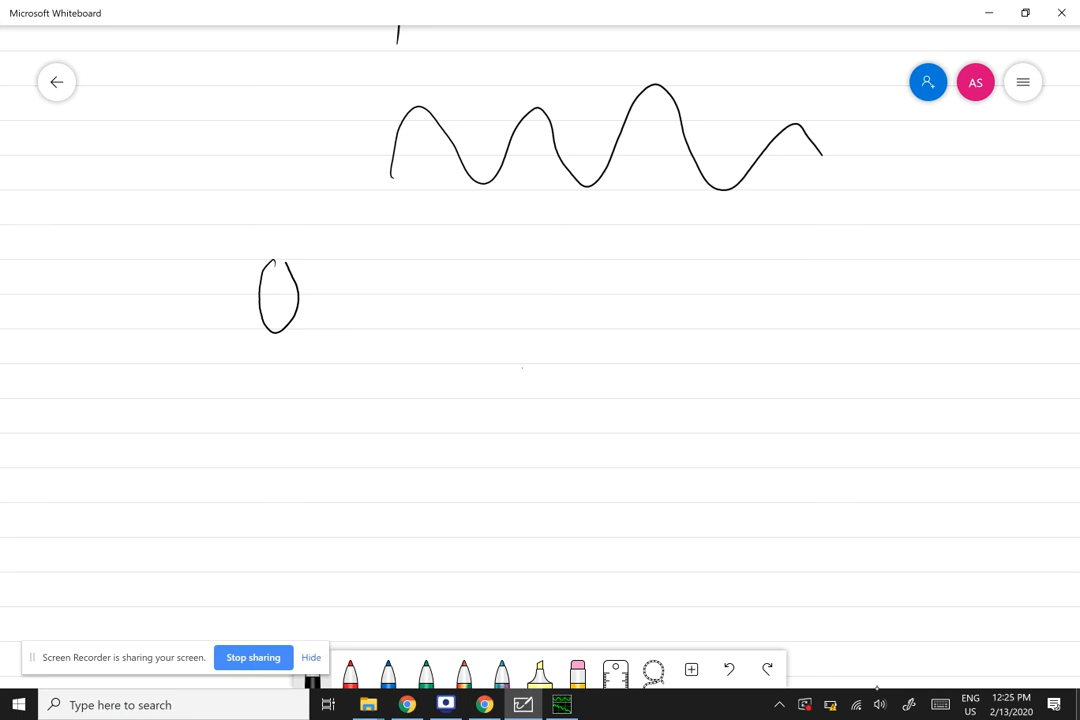 Microsoft Whiteboard
AS
0
Screen Recorder is sharing your screen. Stop sharing Hide
Type here to search
ENG
US
12:25 PM
2/13/2020